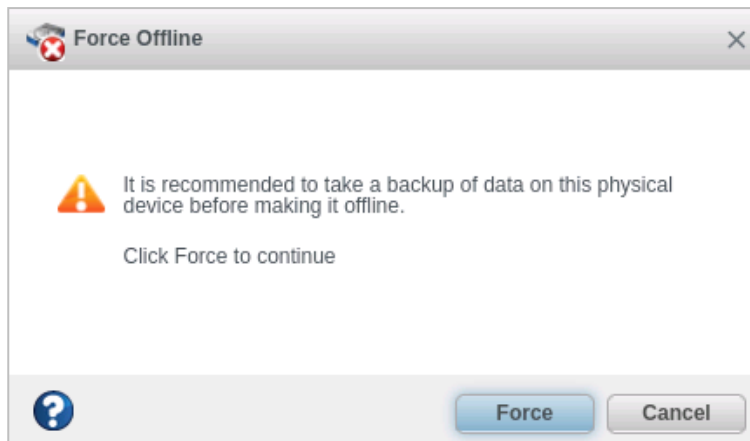 Force Offline
It is recommended to take a backup of data on this physical
device before making it offline.
Click Force to continue
Force
Cancel